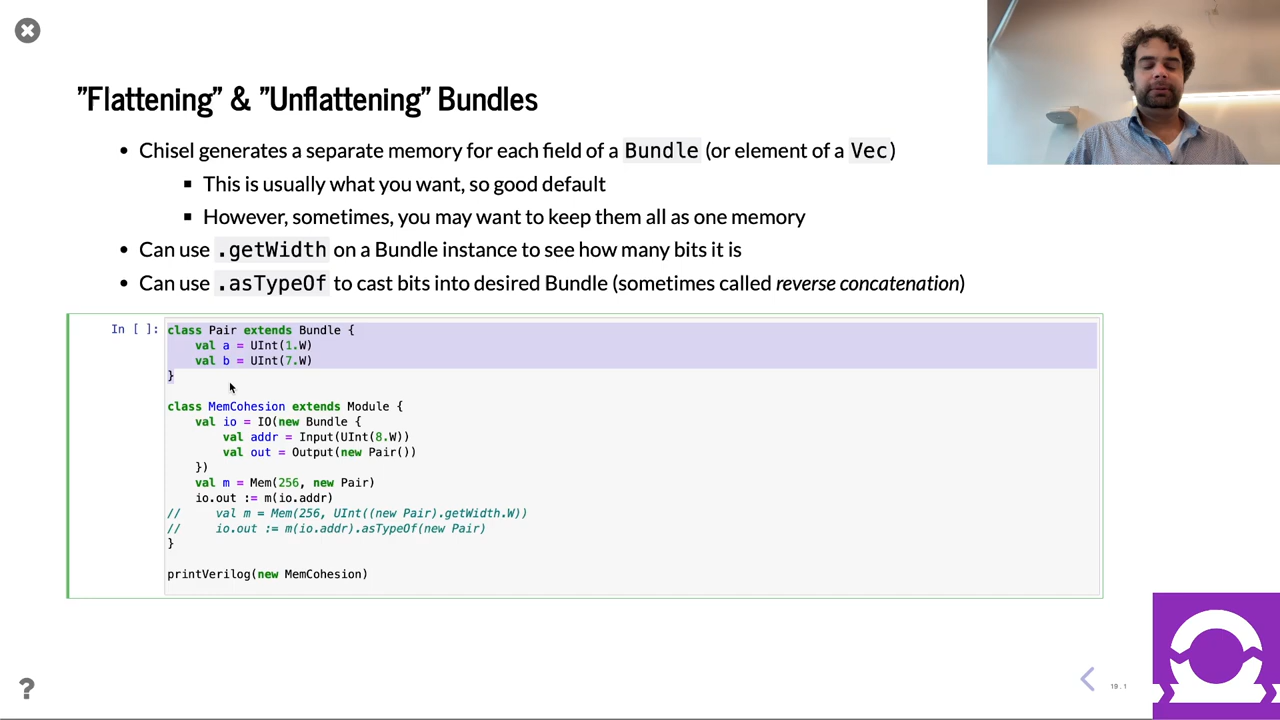 "Flattening" & "Unflattening" Bundles
• Chisel generates a separate memory for each field of a Bundle (or element of a Vec)
▪ This is usually what you want, so good default
▪ However, sometimes, you may want to keep them all as one memory
• Can use .getWidth on a Bundle instance to see how many bits it is
• Can use .asTypeOf to cast bits into desired Bundle (sometimes called reverse concatenation)
In [ ]: class Pair extends Bundle {
    val a = UInt(1.W)
    val b = UInt(7.W)
}
class MemCohesion extends Module {
    val io = IO(new Bundle {
        val addr = Input(UInt(8.W))
        val out = Output(new Pair())
    })
    val m = Mem(256, new Pair)
    io.out := m(io.addr)
//     val m = Mem(256, UInt((new Pair).getWidth.W))
//     io.out := m(io.addr).asTypeOf(new Pair)
}
printVerilog(new MemCohesion)
?
19.1